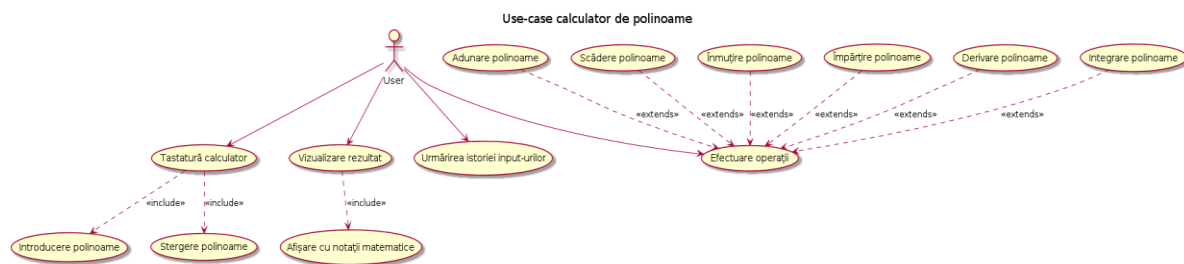 Use-case calculator de polinoame
User
Adunare polinoame
Scădere polinoame
Înmuțire polinoame
Împărțire polinoame
Derivare polinoame
Integrare polinoame
«extends»
«extends»
«extends»
«extends»
«extends»
«extends»
Tastatură calculator
Vizualizare rezultat
Urmărirea istoriei input-urilor
Efectuare operații
«include»
«include»
«include»
Introducere polinoame
Stergere polinoame
Afișare cu notații matematice